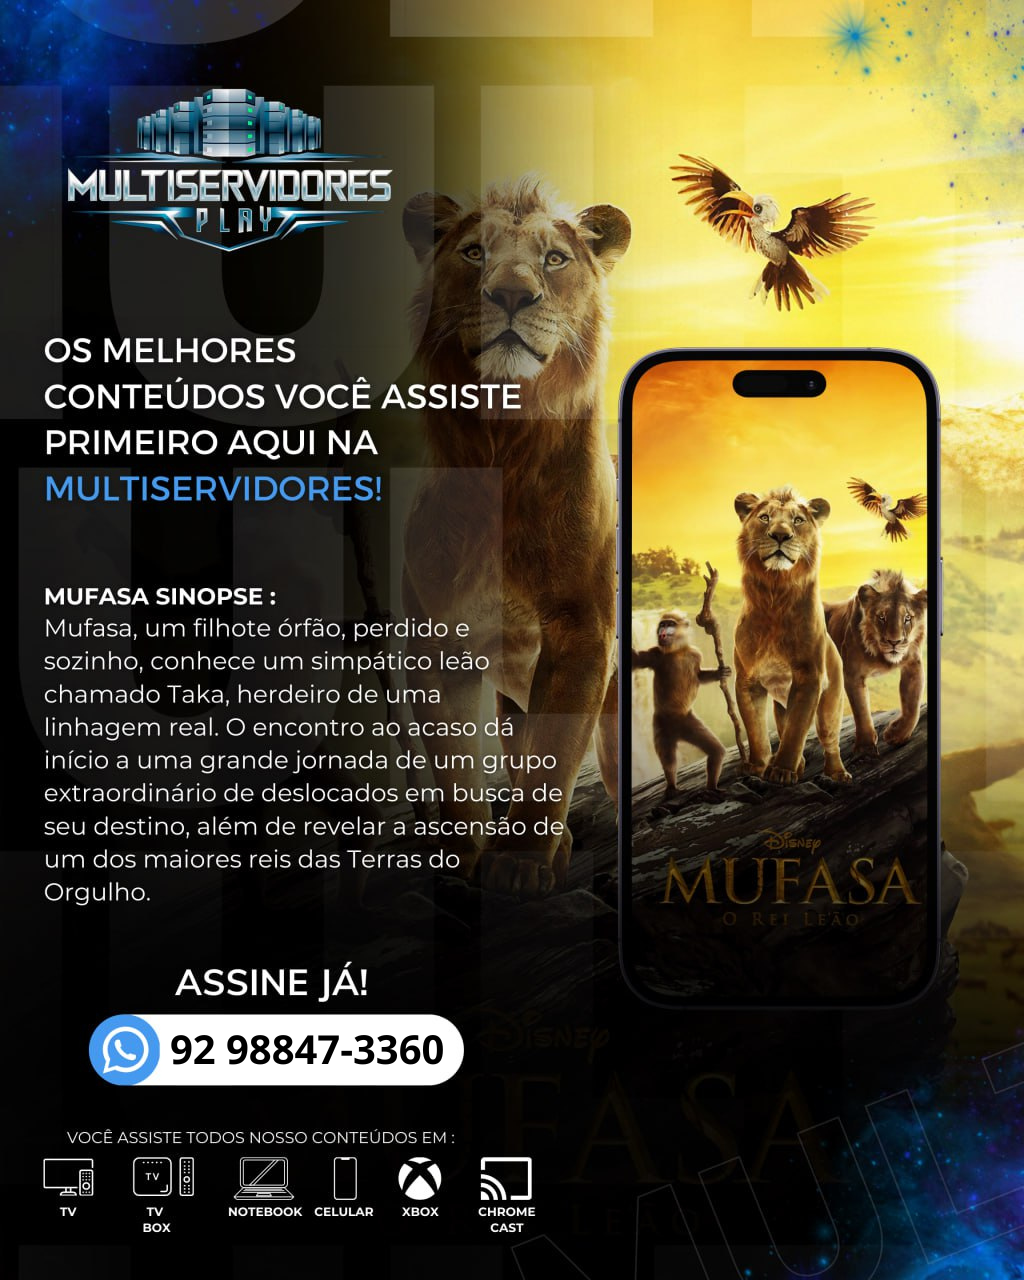 MULTISERVIDORES
PLAY
OS MELHORES
CONTEÚDOS VOCÊ ASSISTE
PRIMEIRO AQUI NA
MULTISERVIDORES!
MUFASA SINOPSE :
Mufasa, um filhote órfão, perdido e
sozinho, conhece um simpático leão
chamado Taka, herdeiro de uma
linhagem real. O encontro ao acaso dá
início a uma grande jornada de um grupo
extraordinário de deslocados em busca de
seu destino, além de revelar a ascensão de
um dos maiores reis das Terras do
Orgulho.
DISNEY
MUFASA
O REI LEÃO
ASSINE JÁ!
92 98847-3360
DISNEY
MUFASA
LEÃO
VOCÊ ASSISTE TODOS NOSSO CONTEÚDOS EM :
TV
TV
TV
BOX
NOTEBOOK
CELULAR
XBOX
CHROME
CAST
MULT